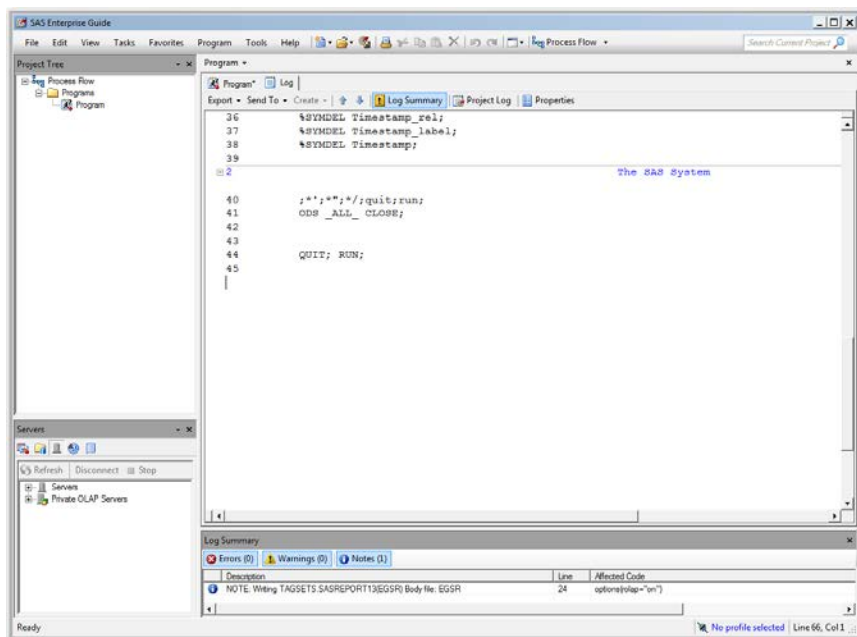 SAS Enterprise Guide
File Edit View Tasks Favorites Program Tools Help Process Flow Search Current Project
Project Tree
Process Flow
Programs
Program
Program
Program* Log
Export Send To Create Log Summary Project Log Properties
36 %SYMDEL Timestamp_rel;
37 %SYMDEL Timestamp_label;
38 %SYMDEL Timestamp;
39
2 The SAS System
40 ;*';*";*/;quit;run;
41 ODS _ALL_ CLOSE;
42
43
44 QUIT; RUN;
45
Servers
Refresh Disconnect Stop
Servers
Private OLAP Servers
Log Summary
Errors (0) Warnings (0) Notes (1)
Description Line Affected Code
NOTE: Writing TAGSETS.SASREPORT13(EGSR) Body file: EGSR 24 options(rolap="on")
Ready No profile selected Line 66, Col 1